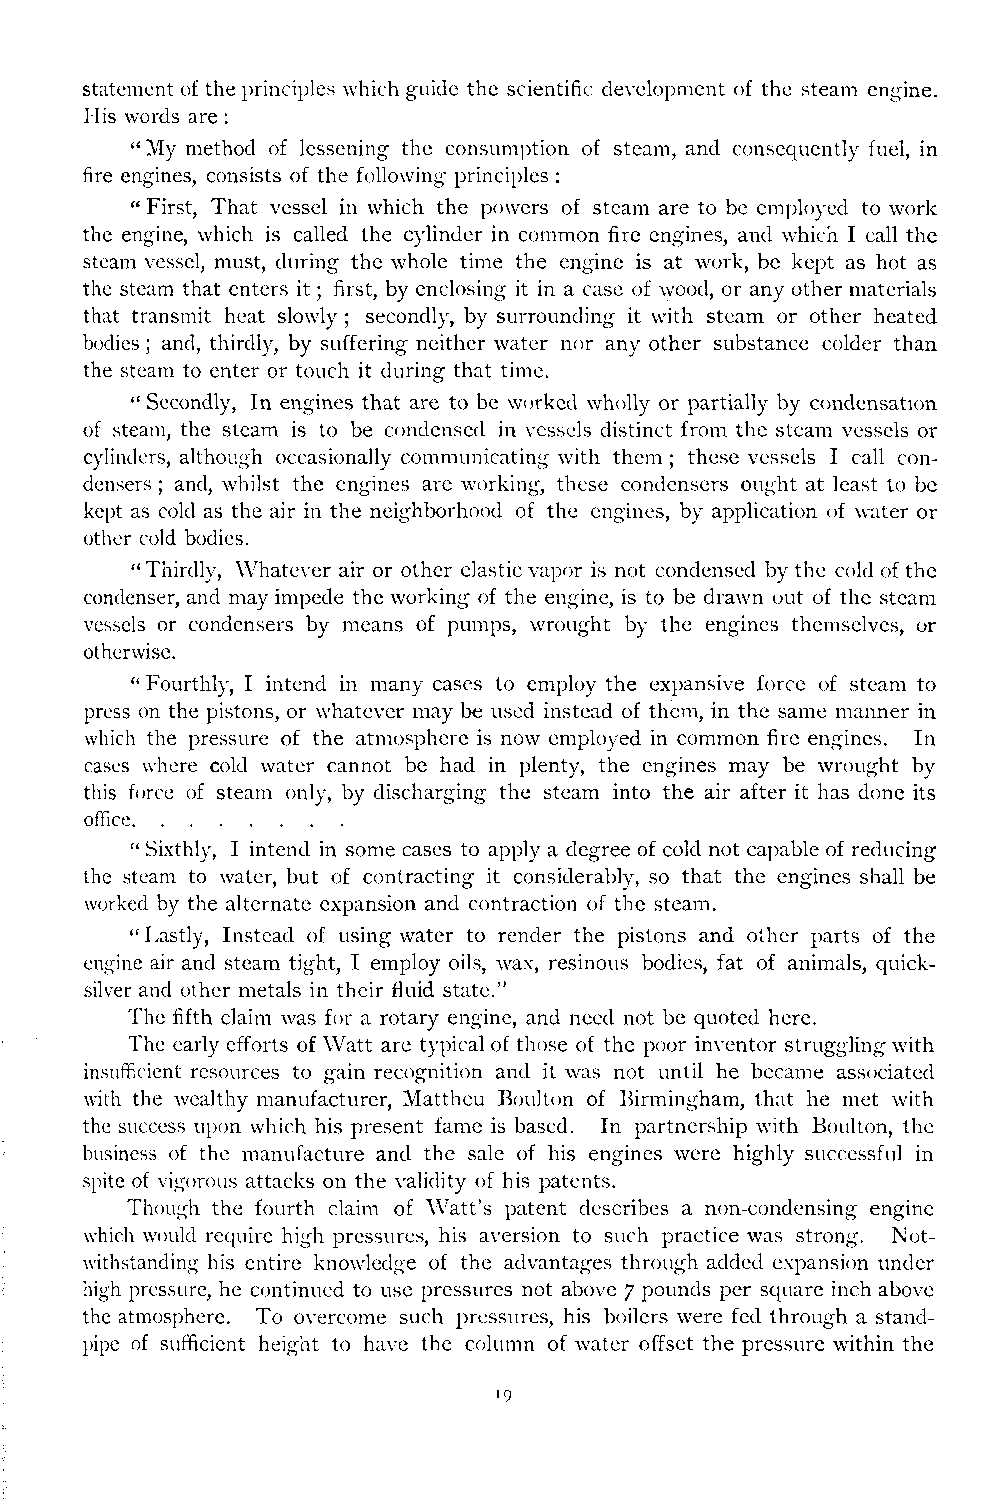 statement of the principles which guide the scientific development of the steam engine.
His words are :
“ My method of lessening the consumption of steam, and consequently fuel, in
fire engines, consists of the following principles :
“ First, That vessel in which the powers of steam are to be employed to work
the engine, which is called the cylinder in common fire engines, and which I call the
steam vessel, must, during the whole time the engine is at work, be kept as hot as
the steam that enters it ; first, by enclosing it in a case of wood, or any other materials
that transmit heat slowly ; secondly, by surrounding it with steam or other heated
bodies ; and, thirdly, by suffering neither water nor any other substance colder than
the steam to enter or touch it during that time.
“ Secondly, In engines that are to be worked wholly or partially by condensation
of steam, the steam is to be condensed in vessels distinct from the steam vessels or
cylinders, although occasionally communicating with them ; these vessels I call con-
densers ; and, whilst the engines are working, these condensers ought at least to be
kept as cold as the air in the neighborhood of the engines, by application of water or
other cold bodies.
“ Thirdly, Whatever air or other elastic vapor is not condensed by the cold of the
condenser, and may impede the working of the engine, is to be drawn out of the steam
vessels or condensers by means of pumps, wrought by the engines themselves, or
otherwise.
“ Fourthly, I intend in many cases to employ the expansive force of steam to
press on the pistons, or whatever may be used instead of them, in the same manner in
which the pressure of the atmosphere is now employed in common fire engines. In
cases where cold water cannot be had in plenty, the engines may be wrought by
this force of steam only, by discharging the steam into the air after it has done its
office. . . . . . . .
“ Sixthly, I intend in some cases to apply a degree of cold not capable of reducing
the steam to water, but of contracting it considerably, so that the engines shall be
worked by the alternate expansion and contraction of the steam.
“ Lastly, Instead of using water to render the pistons and other parts of the
engine air and steam tight, I employ oils, wax, resinous bodies, fat of animals, quick-
silver and other metals in their fluid state.”
The fifth claim was for a rotary engine, and need not be quoted here.
The early efforts of Watt are typical of those of the poor inventor struggling with
insufficient resources to gain recognition and it was not until he became associated
with the wealthy manufacturer, Mattheu Boulton of Birmingham, that he met with
the success upon which his present fame is based. In partnership with Boulton, the
business of the manufacture and the sale of his engines were highly successful in
spite of vigorous attacks on the validity of his patents.
Though the fourth claim of Watt’s patent describes a non-condensing engine
which would require high pressures, his aversion to such practice was strong. Not-
withstanding his entire knowledge of the advantages through added expansion under
high pressure, he continued to use pressures not above 7 pounds per square inch above
the atmosphere. To overcome such pressures, his boilers were fed through a stand-
pipe of sufficient height to have the column of water offset the pressure within the
19